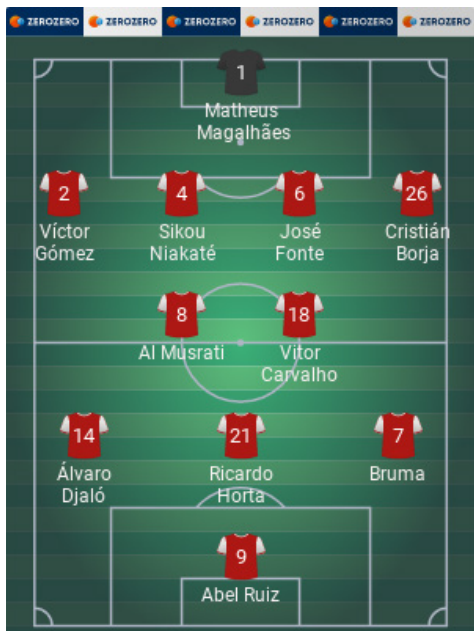 ZEROZERO ZEROZERO ZEROZERO ZEROZERO ZEROZERO ZEROZERO
1
Matheus
Magalhães
2 4 6 26
Víctor Sikou José Cristián
Gómez Niakaté Fonte Borja
8 18
Al Musrati Vitor
Carvalho
14 21 7
Álvaro Ricardo Bruma
Djaló Horta
9
Abel Ruiz